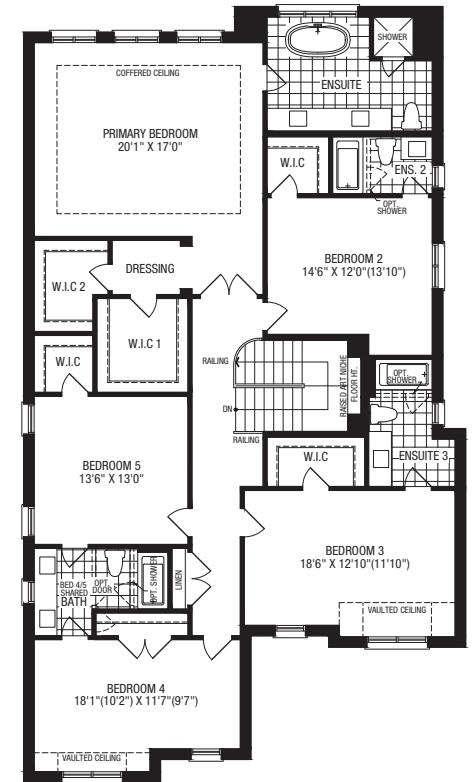 SHOWER
COFFERED CEILING
ENSUITE
PRIMARY BEDROOM
20'1" X 17'0"
W.I.C
ENS. 2
OPT.
SHOWER
BEDROOM 2
14'6" X 12'0"(13'10")
DRESSING
W.I.C 2
W.I.C 1
W.I.C
RAILING
RAISED ART NICHE
FLOOR HT.
OPT.
SHOWER
DN
RAILING
W.I.C
ENSUITE 3
BEDROOM 5
13'6" X 13'0"
BEDROOM 3
18'6" X 12'10"(11'10")
BED 4/5
SHARED
BATH
OPT.
DOOR
OPT. SHOWER
LINEN
VAULTED CEILING
BEDROOM 4
18'1"(10'2") X 11'7"(9'7")
VAULTED CEILING